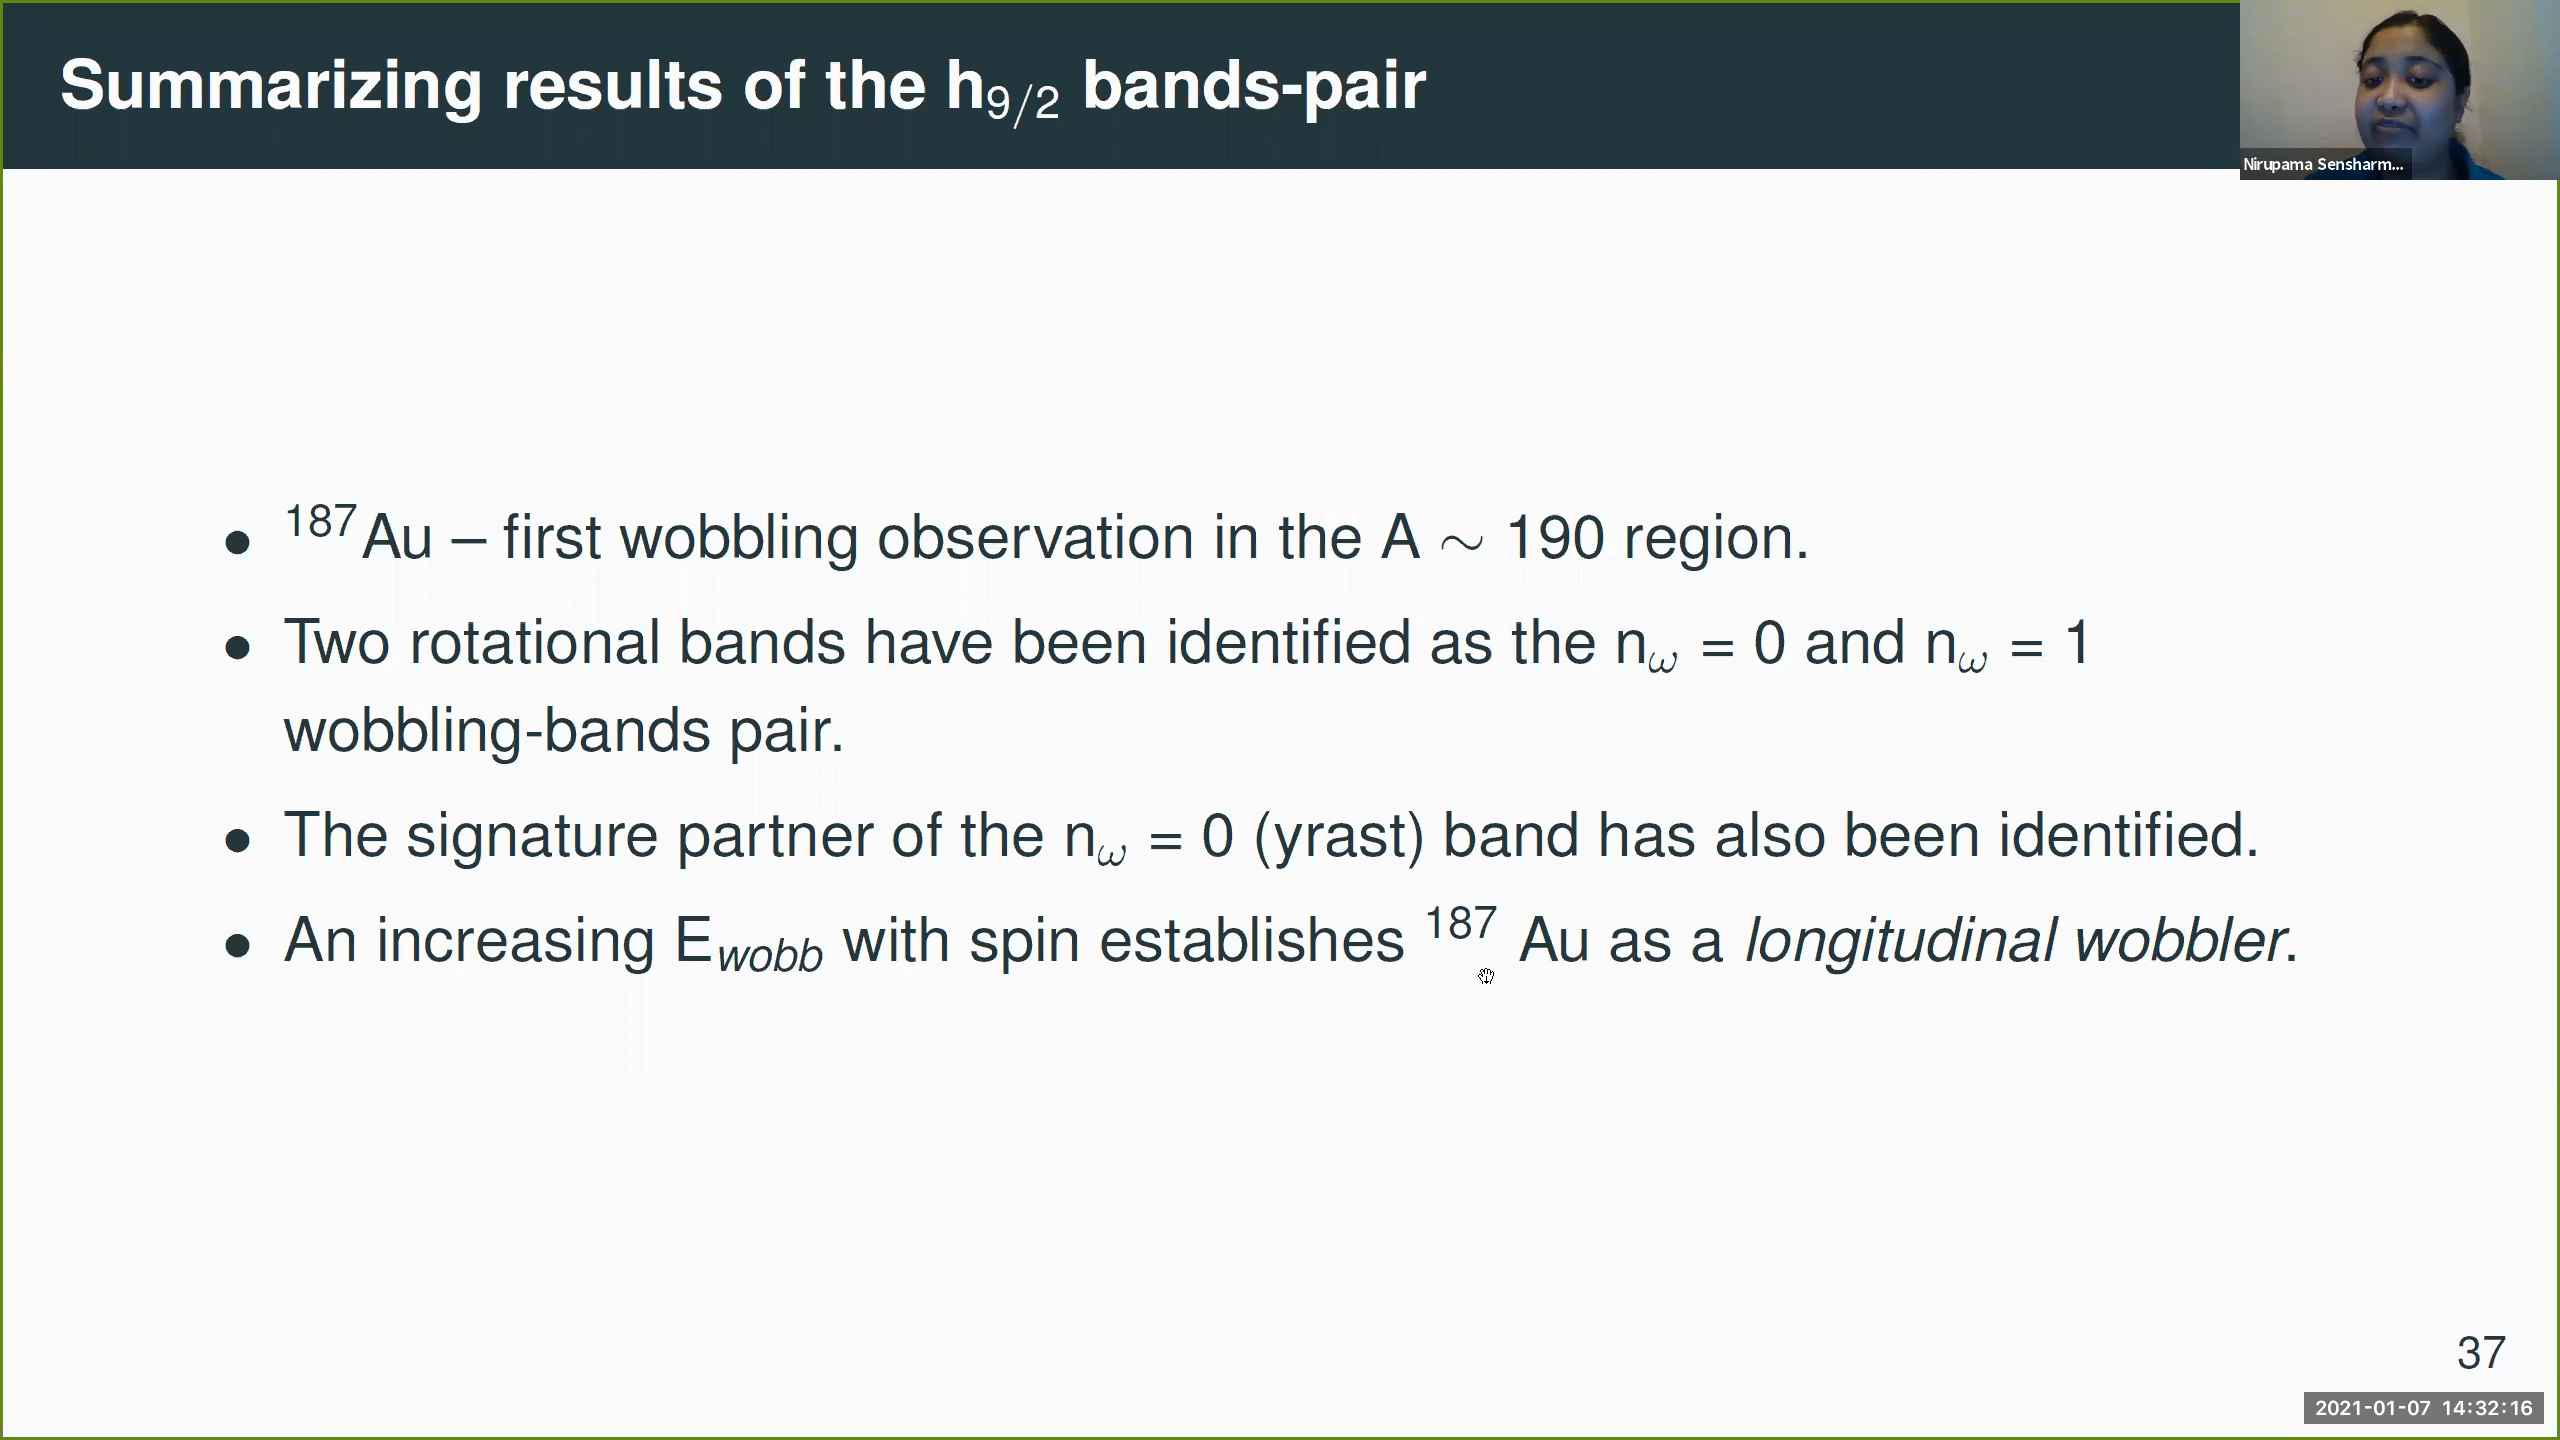 Summarizing results of the h9/2 bands-pair
Nirupama Sensharm...
• 187Au – first wobbling observation in the A ∼ 190 region.
• Two rotational bands have been identified as the nω = 0 and nω = 1
wobbling-bands pair.
• The signature partner of the nω = 0 (yrast) band has also been identified.
• An increasing Ewobb with spin establishes 187 Au as a longitudinal wobbler.
37
2021-01-07 14:32:16